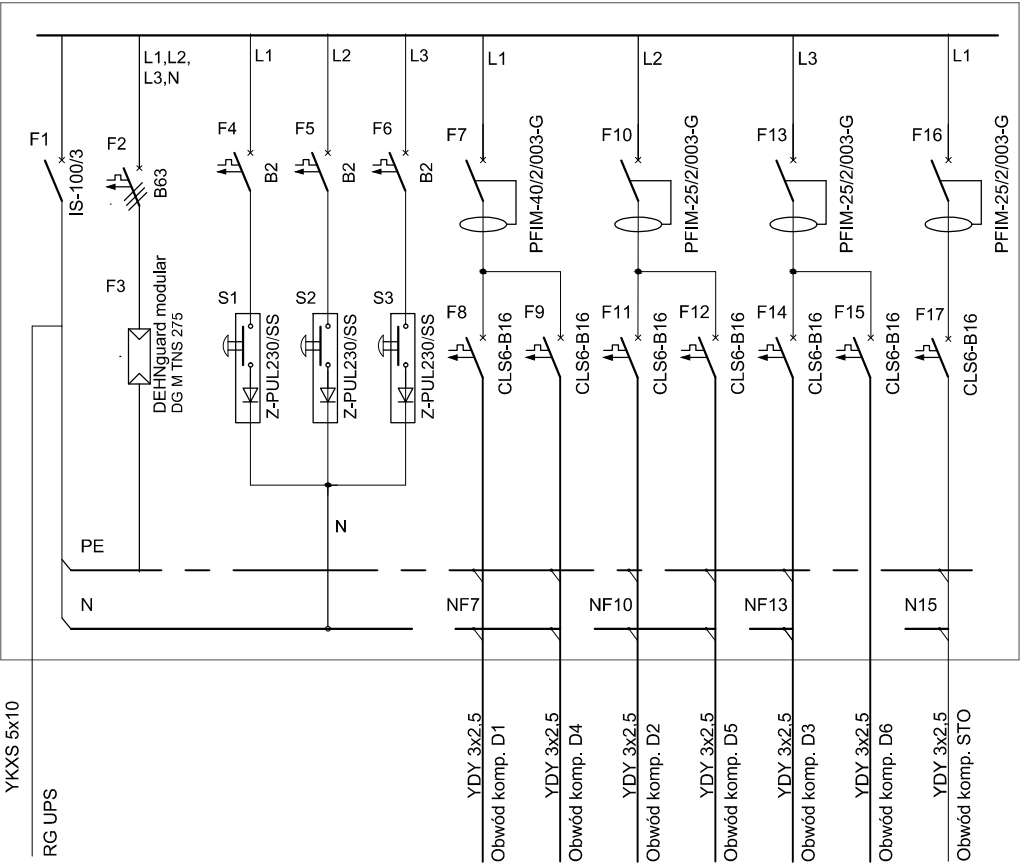 L1,L2,
L3,N
L1
L2
L3
L1
L2
L3
L1
F1
IS-100/3
F2
B63
F4
B2
F5
B2
F6
B2
F7
PFIM-40/2/003-G
F10
PFIM-25/2/003-G
F13
PFIM-25/2/003-G
F16
PFIM-25/2/003-G
F3
DEHNguard modular
DG M TNS 275
S1
Z-PUL230/SS
S2
Z-PUL230/SS
S3
Z-PUL230/SS
F8
CLS6-B16
F9
CLS6-B16
F11
CLS6-B16
F12
CLS6-B16
F14
CLS6-B16
F15
CLS6-B16
F17
CLS6-B16
N
PE
N
NF7
NF10
NF13
N15
YKXS 5x10
RG UPS
YDY 3x2,5
Obwód komp. D1
YDY 3x2,5
Obwód komp. D4
YDY 3x2,5
Obwód komp. D2
YDY 3x2,5
Obwód komp. D5
YDY 3x2,5
Obwód komp. D3
YDY 3x2,5
Obwód komp. D6
YDY 3x2,5
Obwód komp. STO